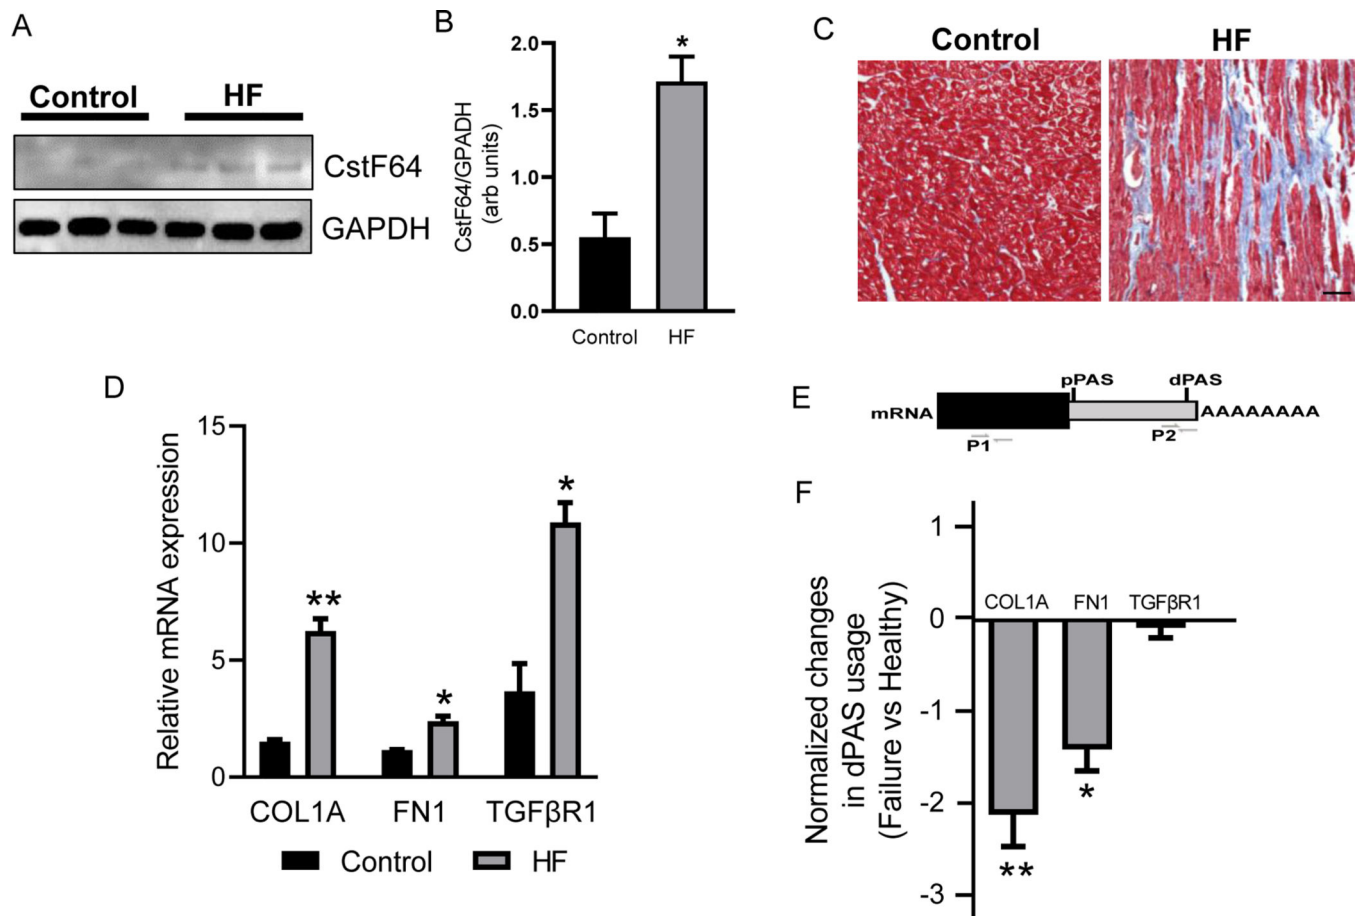 A
Control HF
CstF64
GAPDH
B
CstF64/GPADH
(arb units)
2.0
1.5
1.0
0.5
0.0
*
Control HF
C
Control HF
D
Relative mRNA expression
15
10
5
0
**
*
*
COL1A FN1 TGFβR1
Control HF
E
pPAS dPAS
mRNA AAAAAAAA
P1 P2
F
Normalized changes
in dPAS usage
(Failure vs Healthy)
1
0
-1
-2
-3
COL1A FN1 TGFβR1
*
**